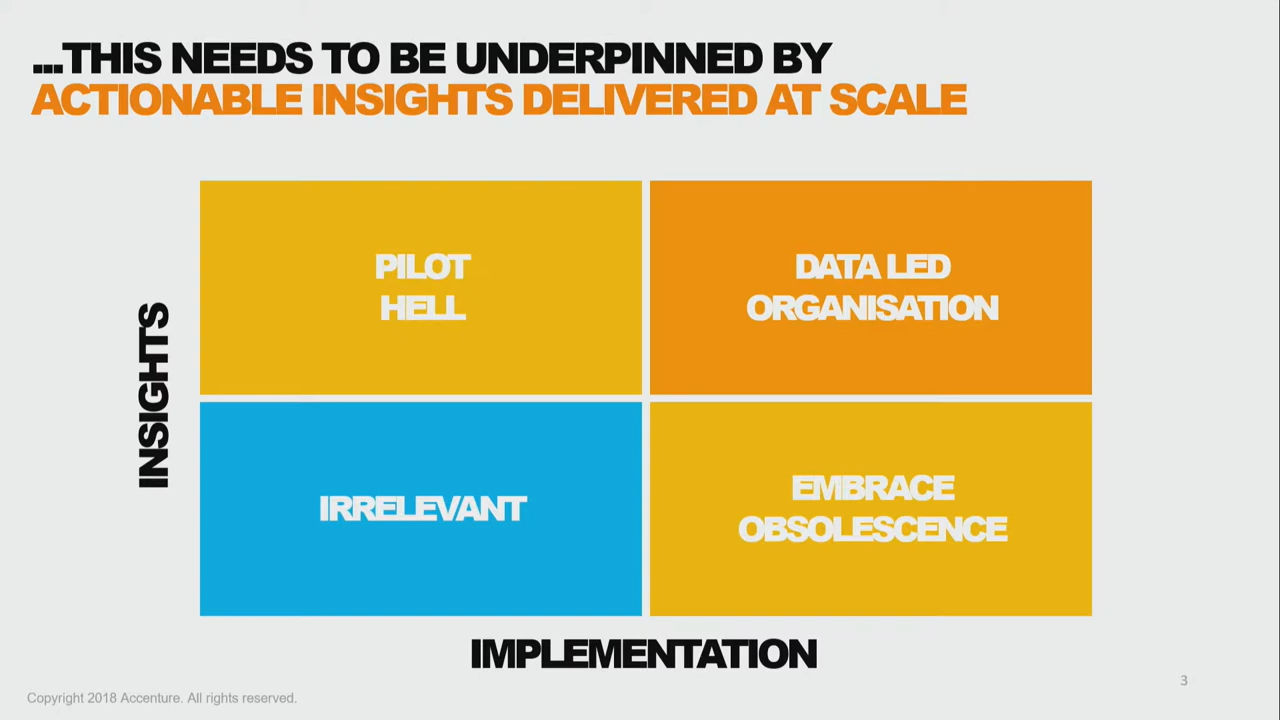 ...THIS NEEDS TO BE UNDERPINNED BY
ACTIONABLE INSIGHTS DELIVERED AT SCALE
INSIGHTS
PILOT
HELL
DATA LED
ORGANISATION
IRRELEVANT
EMBRACE
OBSOLESCENCE
IMPLEMENTATION
3
Copyright 2018 Accenture. All rights reserved.